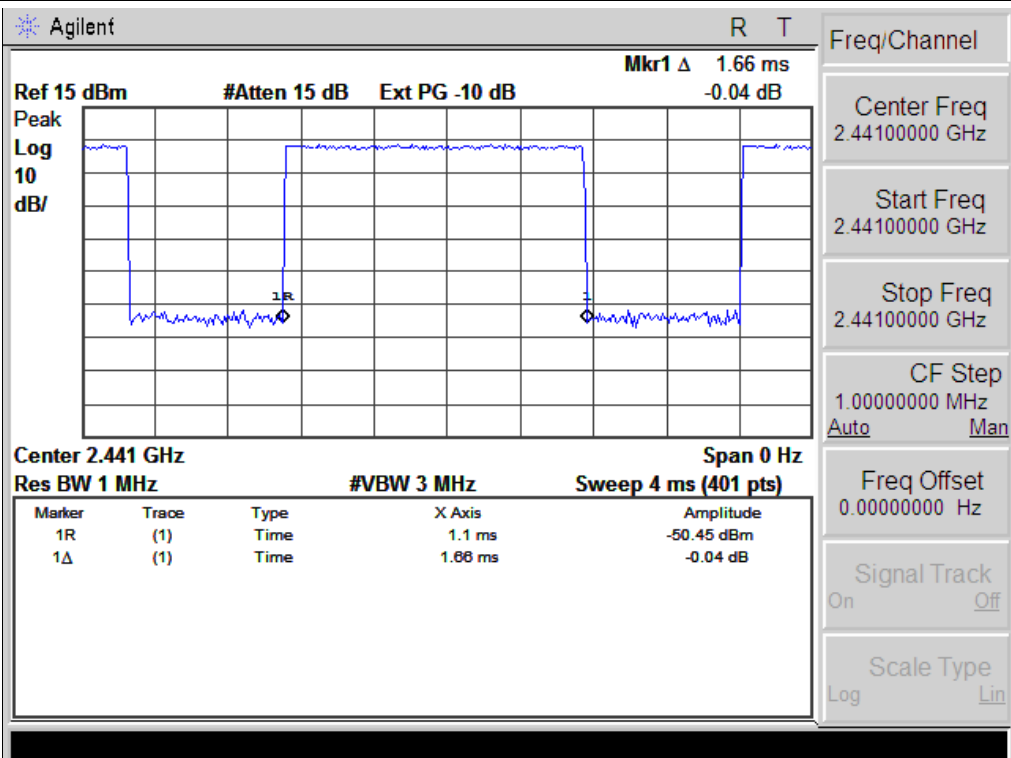 Agilent R T
Mkr1 Δ 1.66 ms
Ref 15 dBm #Atten 15 dB Ext PG -10 dB -0.04 dB
Peak
Log
10
dB/
1R 1
Center 2.441 GHz Span 0 Hz
Res BW 1 MHz #VBW 3 MHz Sweep 4 ms (401 pts)
Marker Trace Type X Axis Amplitude
1R (1) Time 1.1 ms -50.45 dBm
1Δ (1) Time 1.66 ms -0.04 dB
Freq/Channel
Center Freq
2.44100000 GHz
Start Freq
2.44100000 GHz
Stop Freq
2.44100000 GHz
CF Step
1.00000000 MHz
Auto Man
Freq Offset
0.00000000 Hz
Signal Track
On Off
Scale Type
Log Lin